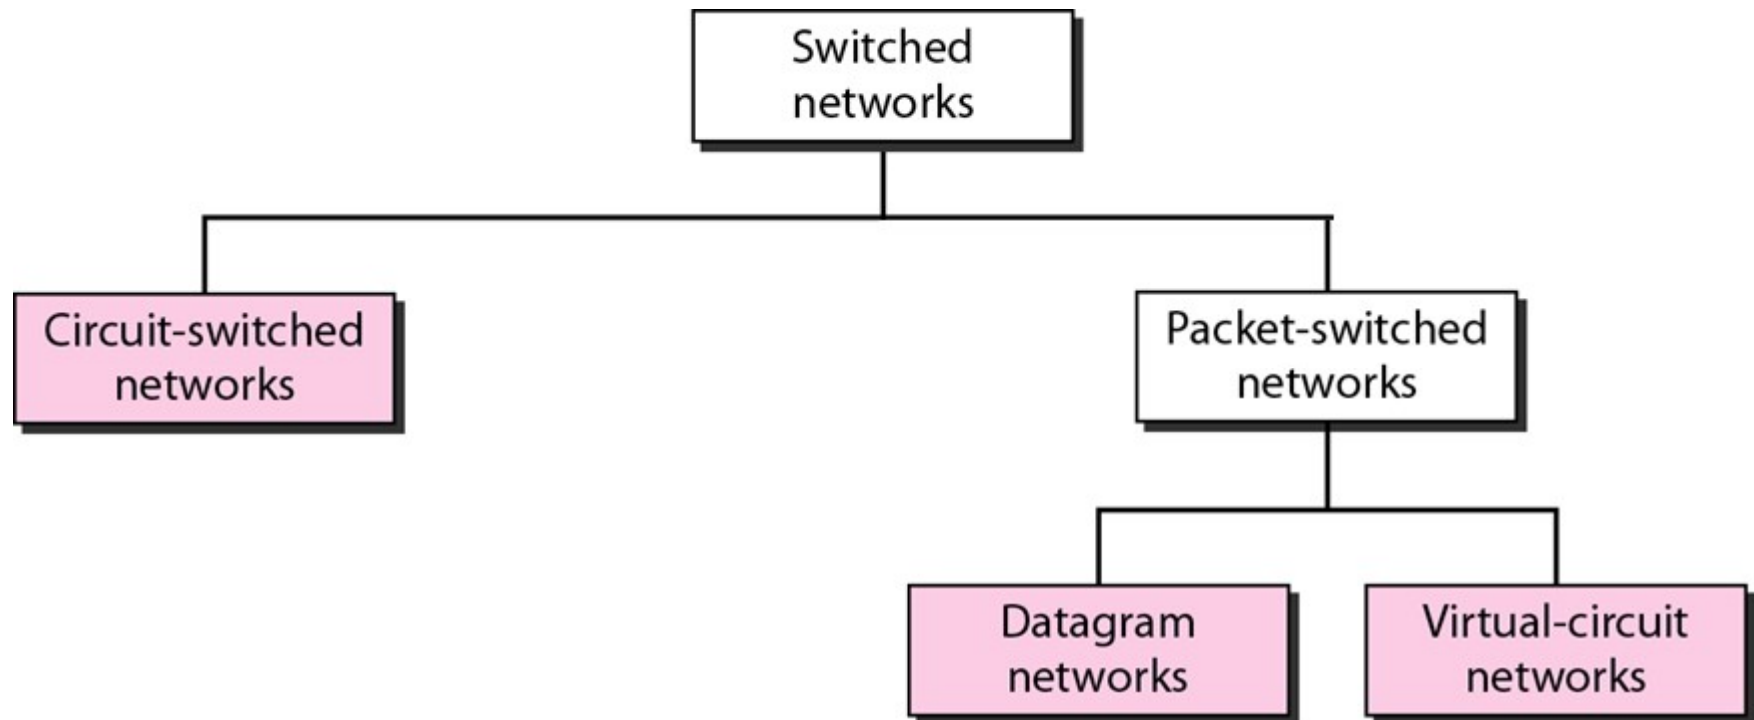 Switched
networks
Circuit-switched
networks
Packet-switched
networks
Datagram
networks
Virtual-circuit
networks